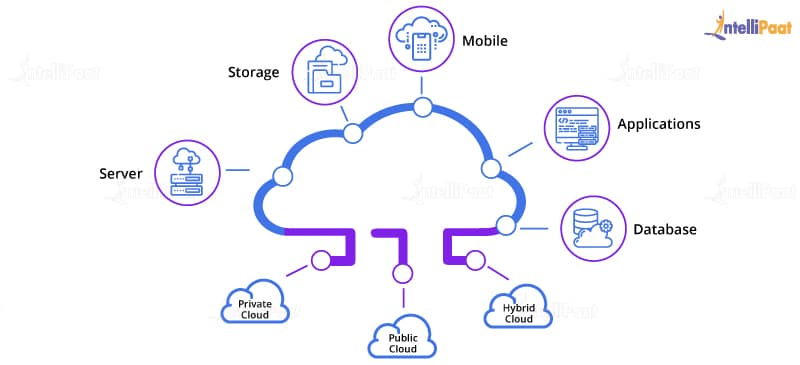 IntelliPaat
Mobile
Storage
Applications
Server
Database
Private
Cloud
Hybrid
Cloud
Public
Cloud